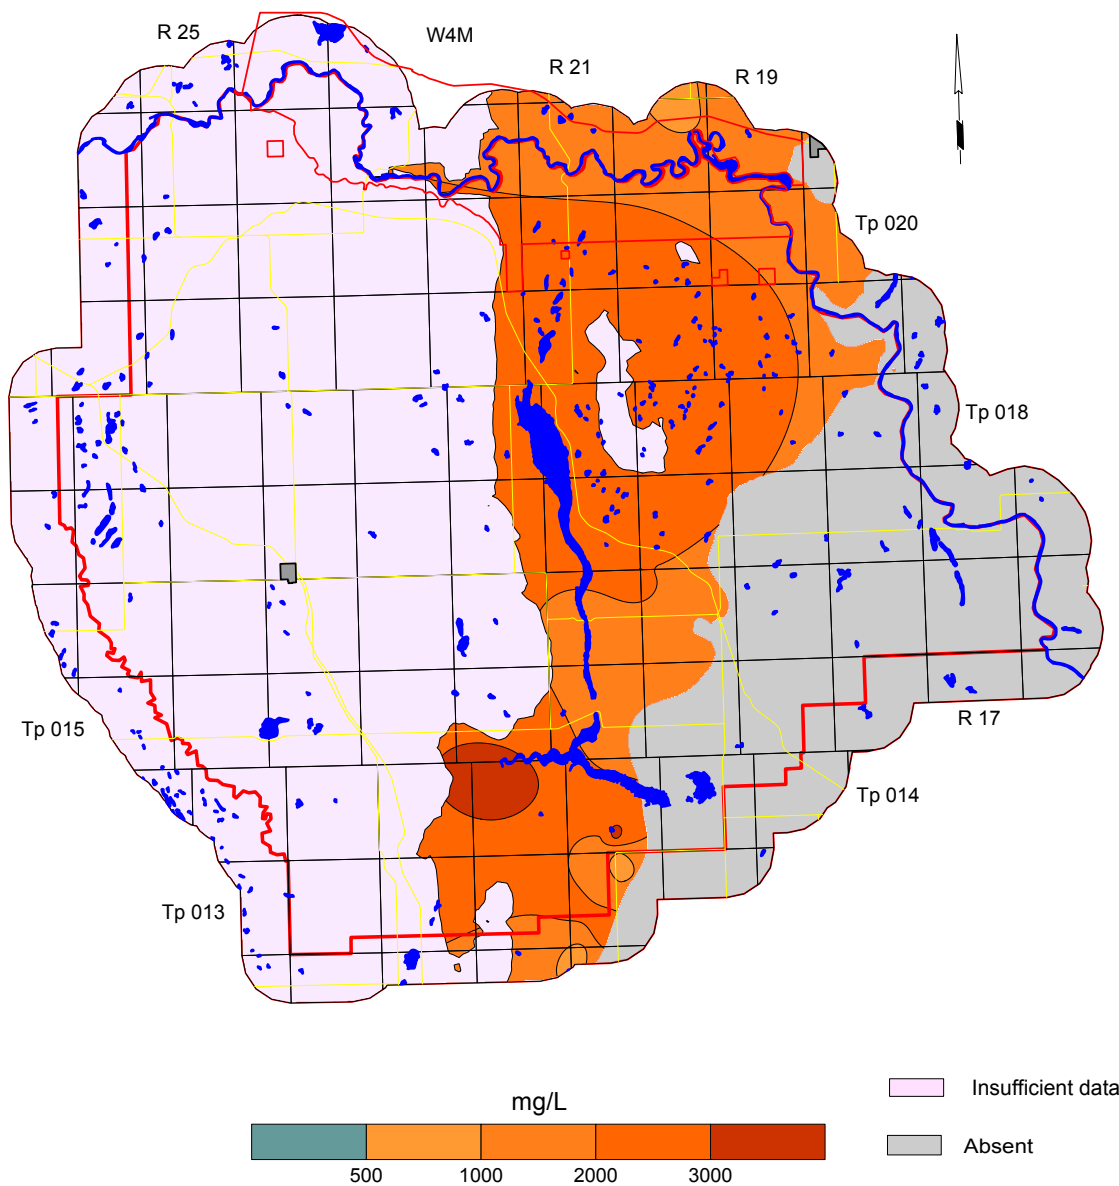 R 25
W4M
R 21
R 19
Tp 020
Tp 018
Tp 015
R 17
Tp 014
Tp 013
mg/L
Insufficient data
Absent
500 1000 2000 3000